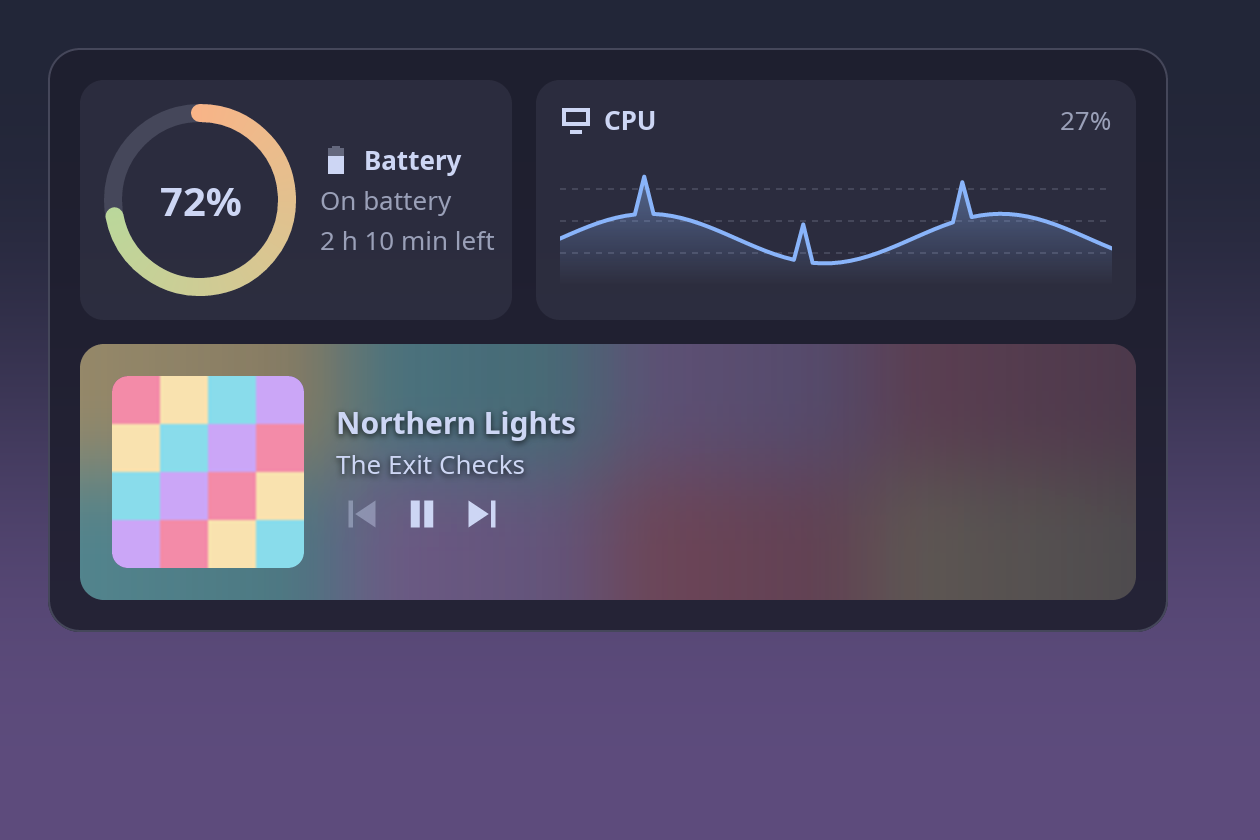 72%
Battery
On battery
2 h 10 min left
CPU
27%
Northern Lights
The Exit Checks